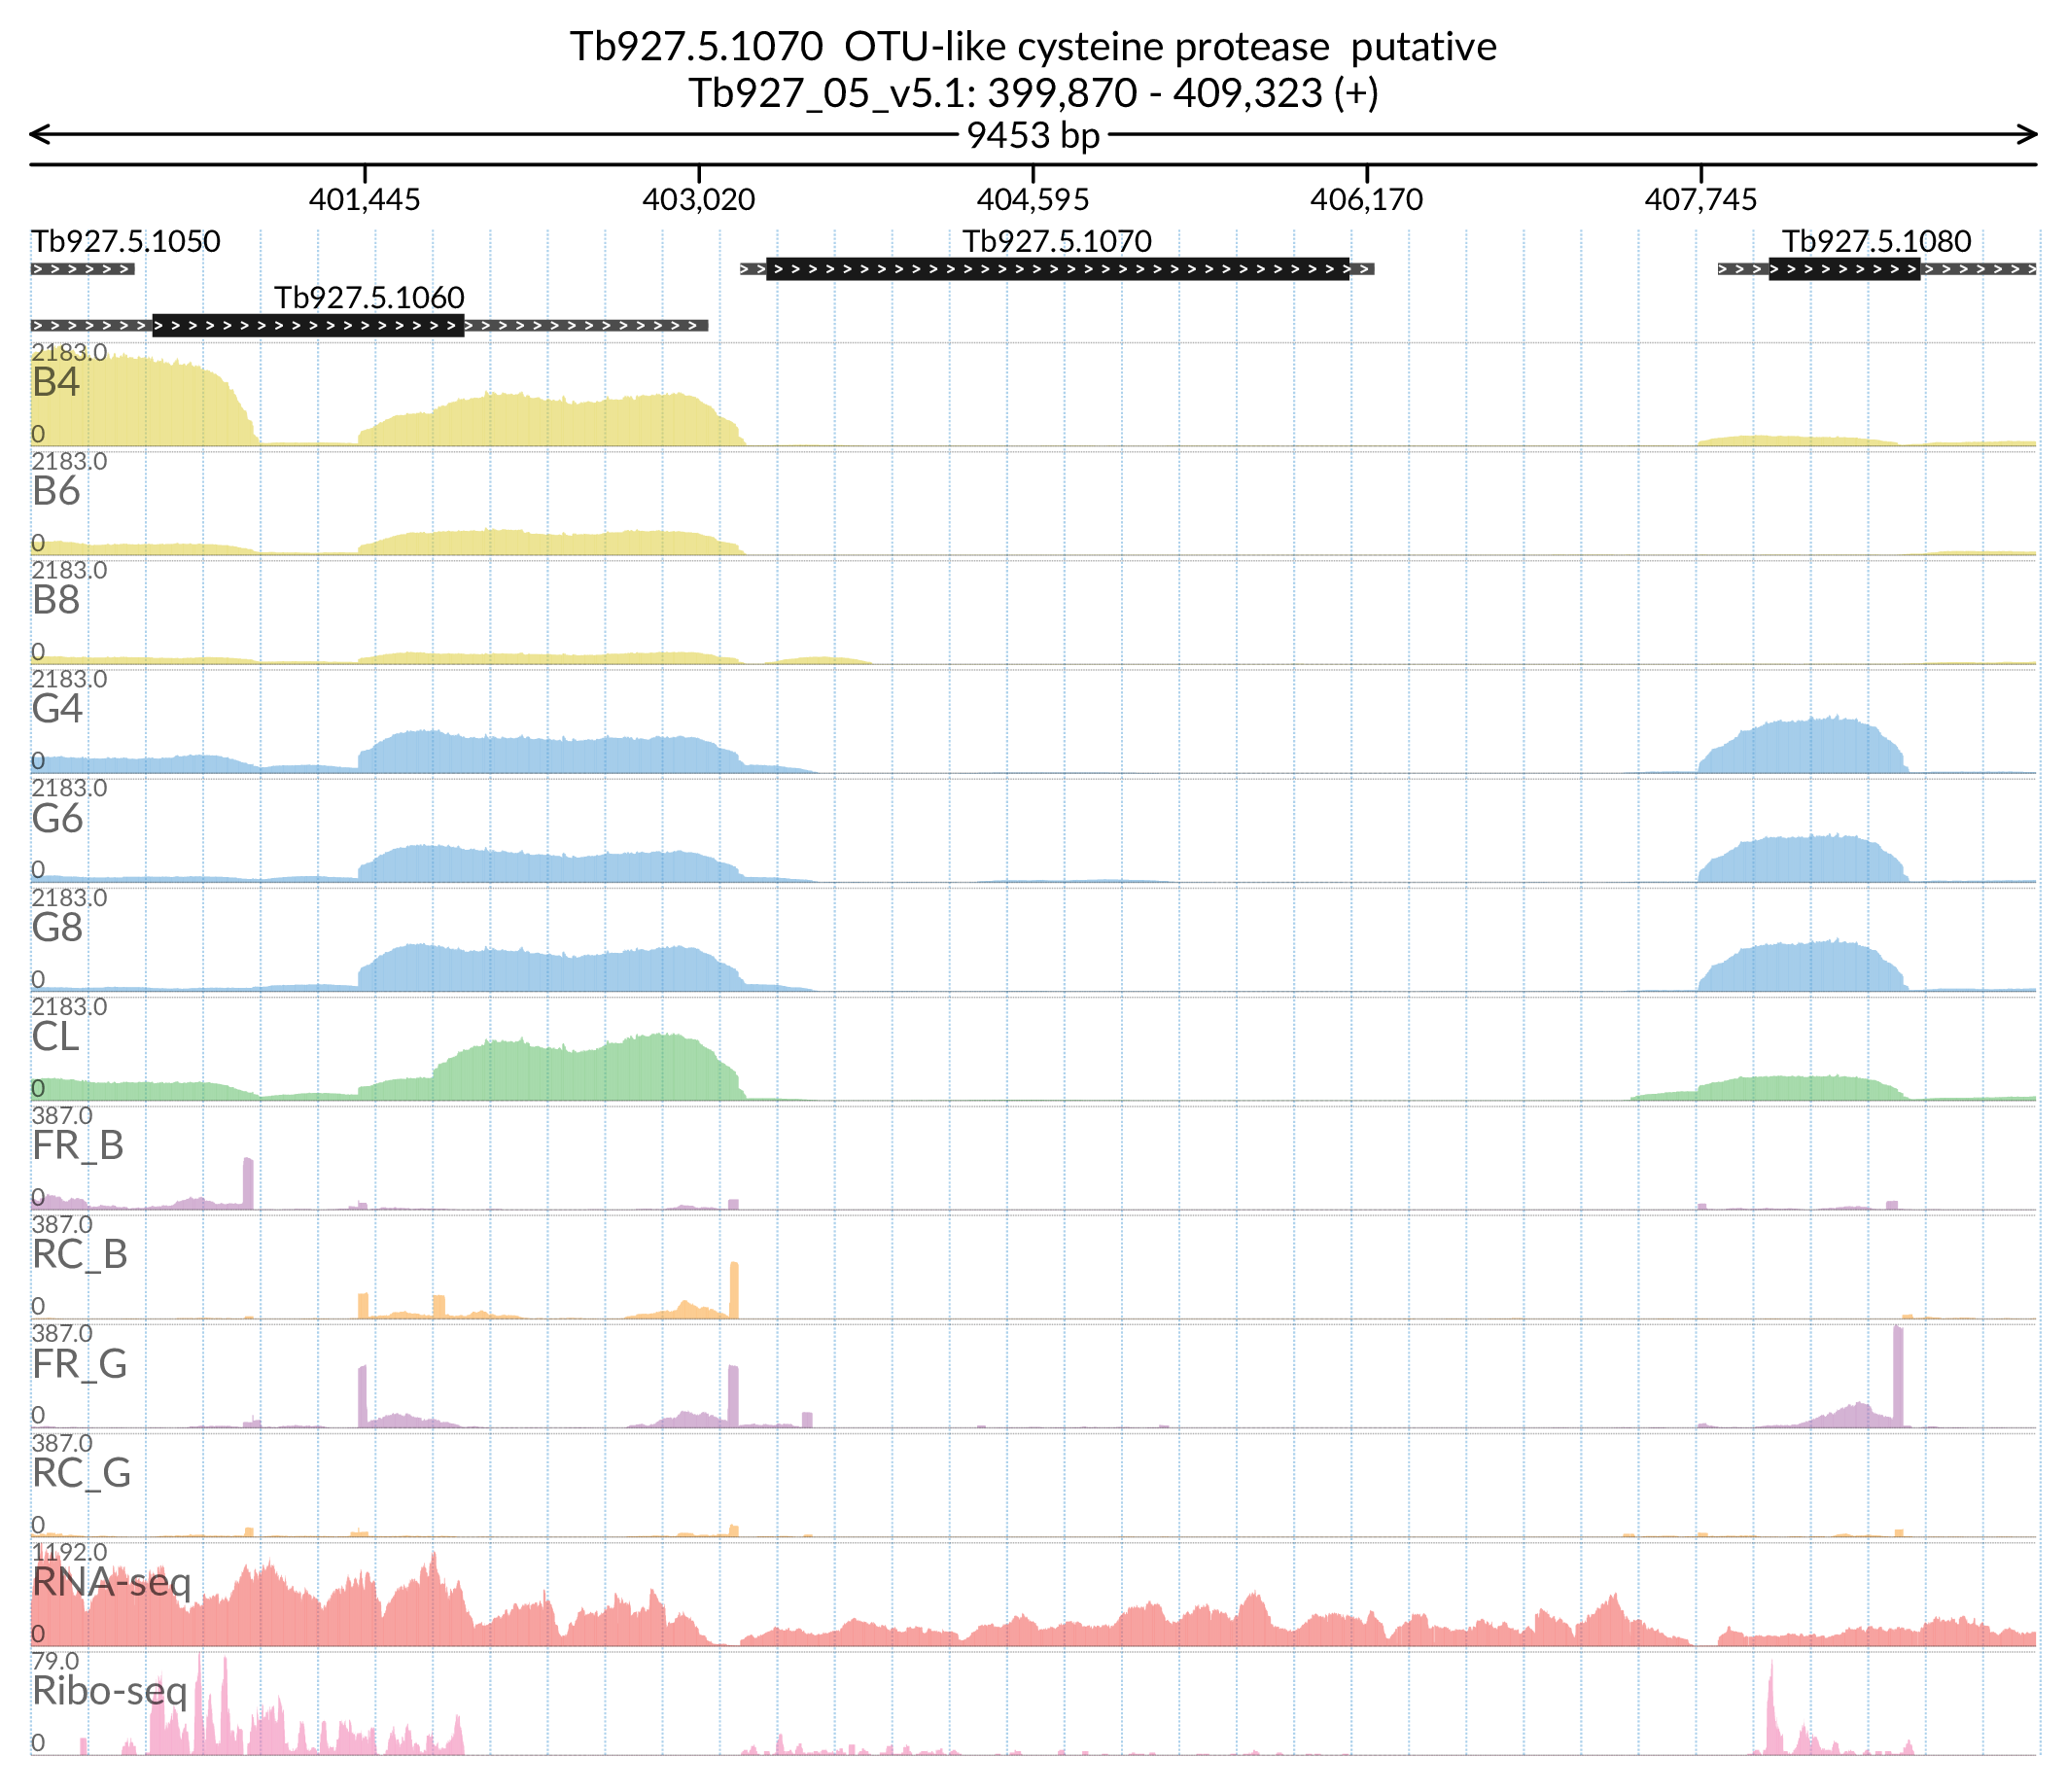 Tb927.5.1070  OTU-like cysteine protease  putative
Tb927_05_v5.1: 399,870 - 409,323 (+)
9453 bp
401,445 403,020 404,595 406,170 407,745
Tb927.5.1050 Tb927.5.1070 Tb927.5.1080
Tb927.5.1060
2183.0
B4
0
2183.0
B6
0
2183.0
B8
0
2183.0
G4
0
2183.0
G6
0
2183.0
G8
0
2183.0
CL
0
387.0
FR_B
0
387.0
RC_B
0
387.0
FR_G
0
387.0
RC_G
0
1192.0
RNA-seq
0
79.0
Ribo-seq
0